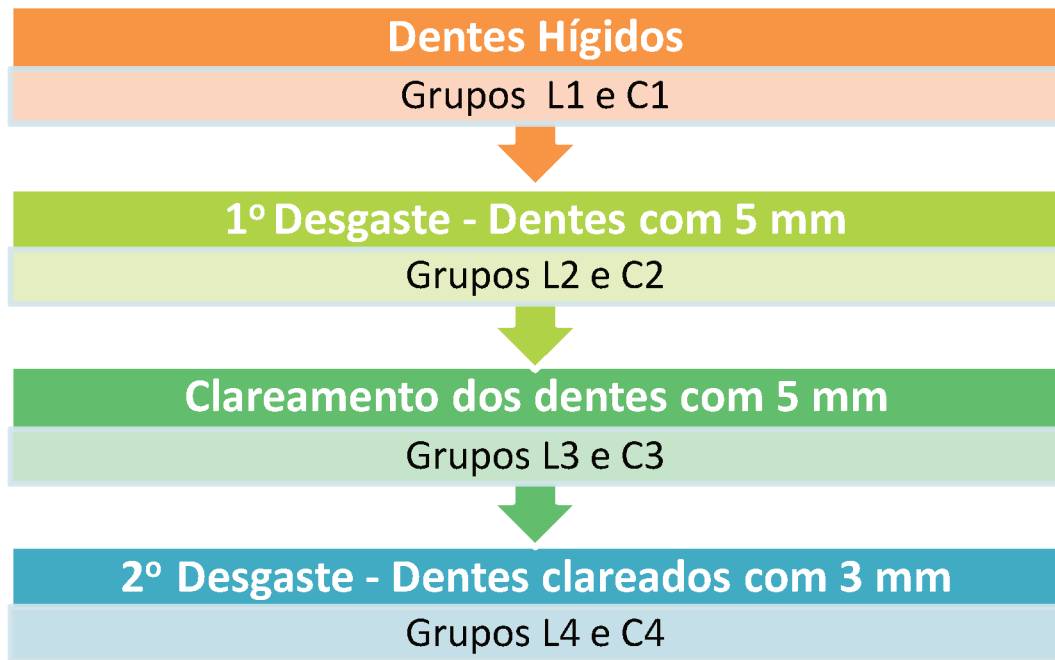 Dentes Hígidos
Grupos L1 e C1
1º Desgaste - Dentes com 5 mm
Grupos L2 e C2
Clareamento dos dentes com 5 mm
Grupos L3 e C3
2º Desgaste - Dentes clareados com 3 mm
Grupos L4 e C4